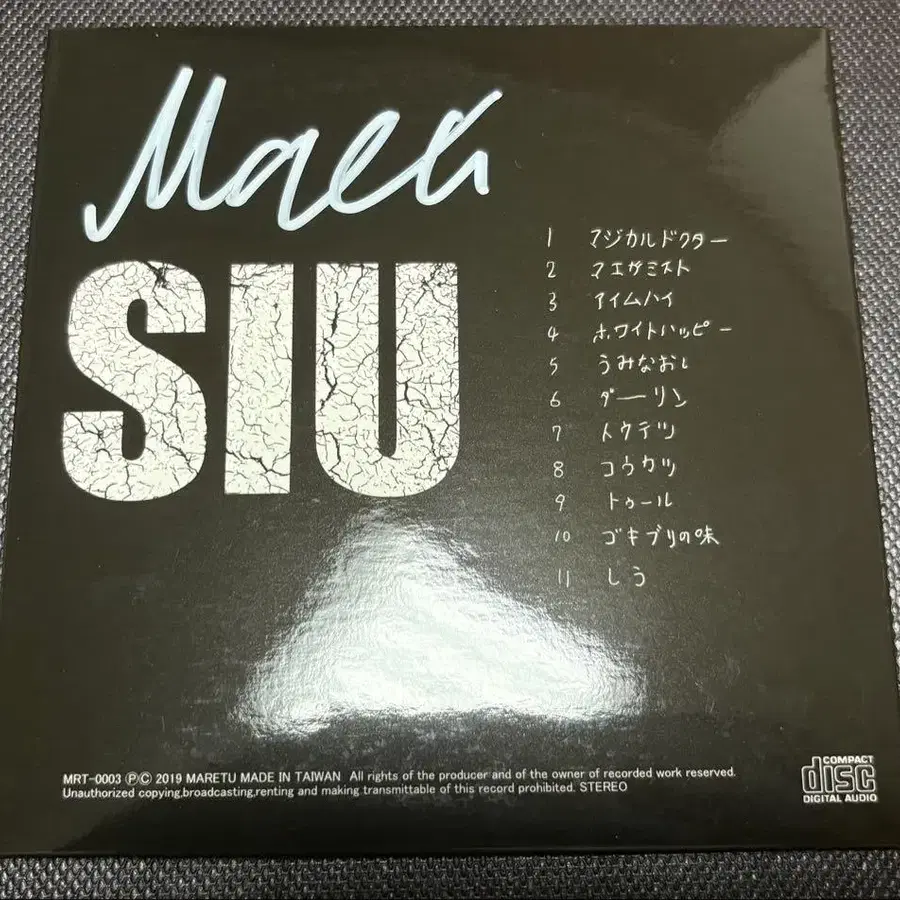 Maretu
SIU
1 マジカルドクター
2 マエガミスト
3 アイムハイ
4 ホワイトハッピー
5 うみなおし
6 ダーリン
7 トウテツ
8 コウカツ
9 トゥール
10 ゴキブリの味
11 しう
MRT-0003 ⓅⒸ 2019 MARETU MADE IN TAIWAN All rights of the producer and of the owner of recorded work reserved.
Unauthorized copying,broadcasting,renting and making transmittable of this record prohibited. STEREO
COMPACT
disc
DIGITAL AUDIO